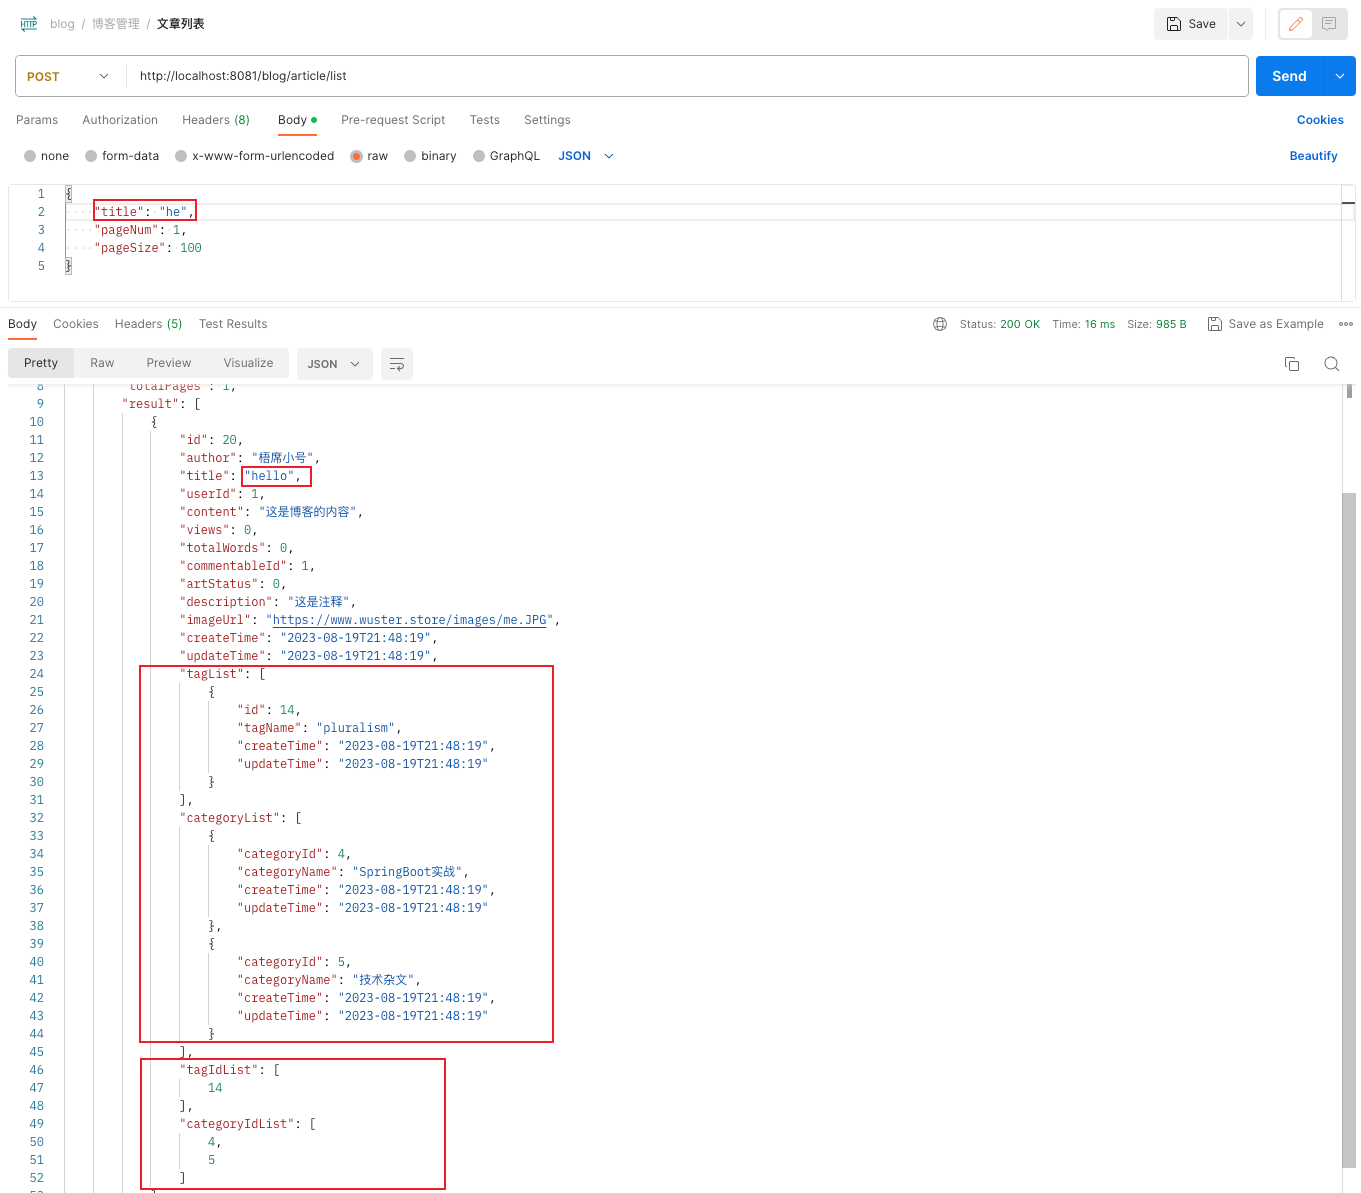 HTTP blog / 博客管理 / 文章列表 Save
POST http://localhost:8081/blog/article/list Send
Params Authorization Headers (8) Body Pre-request Script Tests Settings Cookies
none form-data x-www-form-urlencoded raw binary GraphQL JSON Beautify
1 {
2 ····"title":·"he",
3 ····"pageNum":·1,
4 ····"pageSize":·100
5 }
Body Cookies Headers (5) Test Results Status: 200 OK Time: 16 ms Size: 985 B Save as Example
Pretty Raw Preview Visualize JSON
8 "totalPages": 1,
9 "result": [
10 {
11 "id": 20,
12 "author": "梧席小号",
13 "title": "hello",
14 "userId": 1,
15 "content": "这是博客的内容",
16 "views": 0,
17 "totalWords": 0,
18 "commentableId": 1,
19 "artStatus": 0,
20 "description": "这是注释",
21 "imageUrl": "https://www.wuster.store/images/me.JPG",
22 "createTime": "2023-08-19T21:48:19",
23 "updateTime": "2023-08-19T21:48:19",
24 "tagList": [
25 {
26 "id": 14,
27 "tagName": "pluralism",
28 "createTime": "2023-08-19T21:48:19",
29 "updateTime": "2023-08-19T21:48:19"
30 }
31 ],
32 "categoryList": [
33 {
34 "categoryId": 4,
35 "categoryName": "SpringBoot实战",
36 "createTime": "2023-08-19T21:48:19",
37 "updateTime": "2023-08-19T21:48:19"
38 },
39 {
40 "categoryId": 5,
41 "categoryName": "技术杂文",
42 "createTime": "2023-08-19T21:48:19",
43 "updateTime": "2023-08-19T21:48:19"
44 }
45 ],
46 "tagIdList": [
47 14
48 ],
49 "categoryIdList": [
50 4,
51 5
52 ]